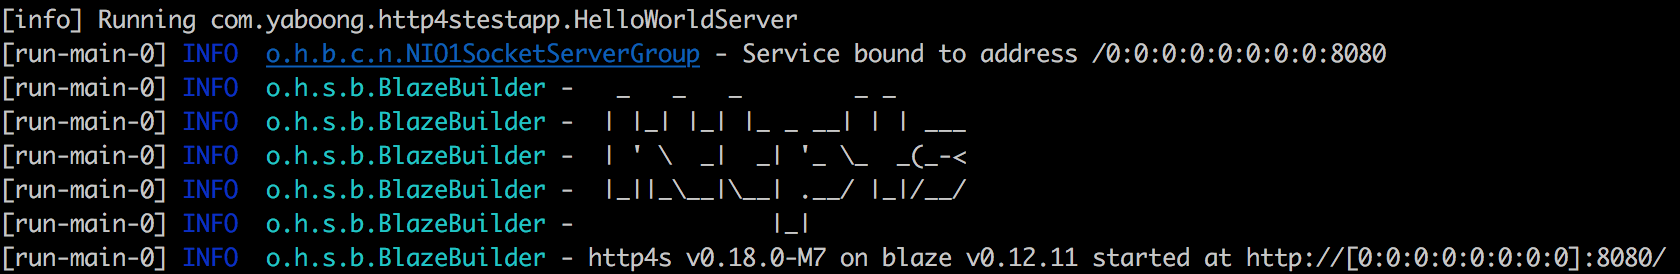 [info] Running com.yaboong.http4stestapp.HelloWorldServer
[run-main-0] INFO  o.h.b.c.n.NIO1SocketServerGroup - Service bound to address /0:0:0:0:0:0:0:0:8080
[run-main-0] INFO  o.h.s.b.BlazeBuilder -   _   _   _        _ _
[run-main-0] INFO  o.h.s.b.BlazeBuilder -  | |_| |_| |_ _ __| | | ___
[run-main-0] INFO  o.h.s.b.BlazeBuilder -  | ' \  _|  _| '_ \_  _(_-<
[run-main-0] INFO  o.h.s.b.BlazeBuilder -  |_||_\__|\__| .__/ |_|/__/
[run-main-0] INFO  o.h.s.b.BlazeBuilder -              |_|
[run-main-0] INFO  o.h.s.b.BlazeBuilder - http4s v0.18.0-M7 on blaze v0.12.11 started at http://[0:0:0:0:0:0:0:0]:8080/